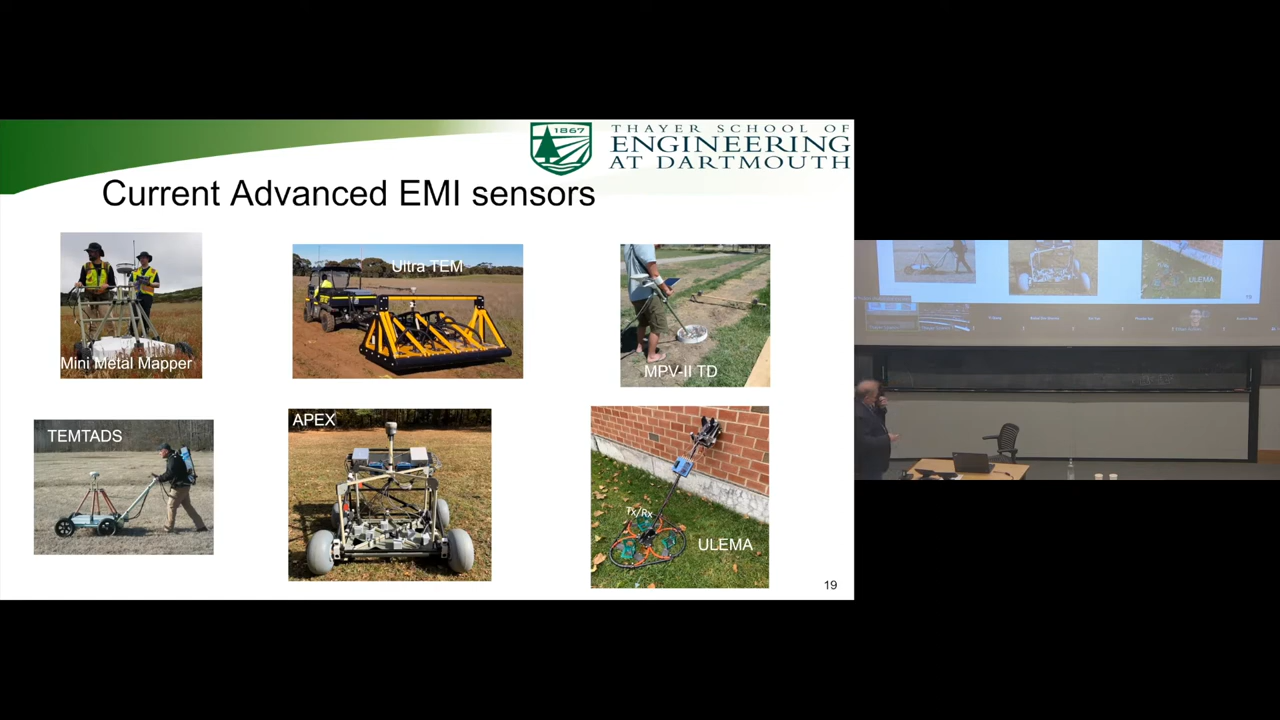 1867
THAYER SCHOOL OF
ENGINEERING
AT DARTMOUTH
Current Advanced EMI sensors
Mini Metal Mapper
Ultra TEM
MPV-II TD
TEMTADS
APEX
Tx/Rx
ULEMA
19
ULEMA
19